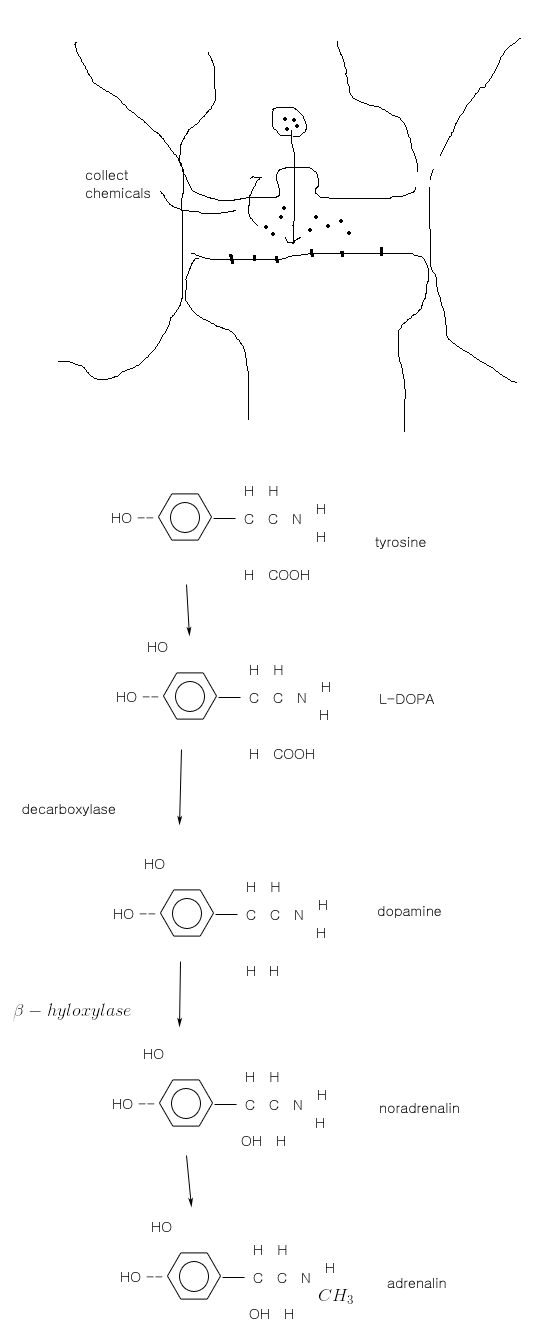 collect
chemicals
H H
HO -- C C N H
H
tyrosine
H COOH
HO
H H
HO -- C C N H
H
L-DOPA
H COOH
decarboxylase
HO
H H
HO -- C C N H
H
dopamine
H H
β − hyloxylase
HO
H H
HO -- C C N H
H
noradrenalin
OH H
HO
H H
HO -- C C N H
CH₃
adrenalin
OH H